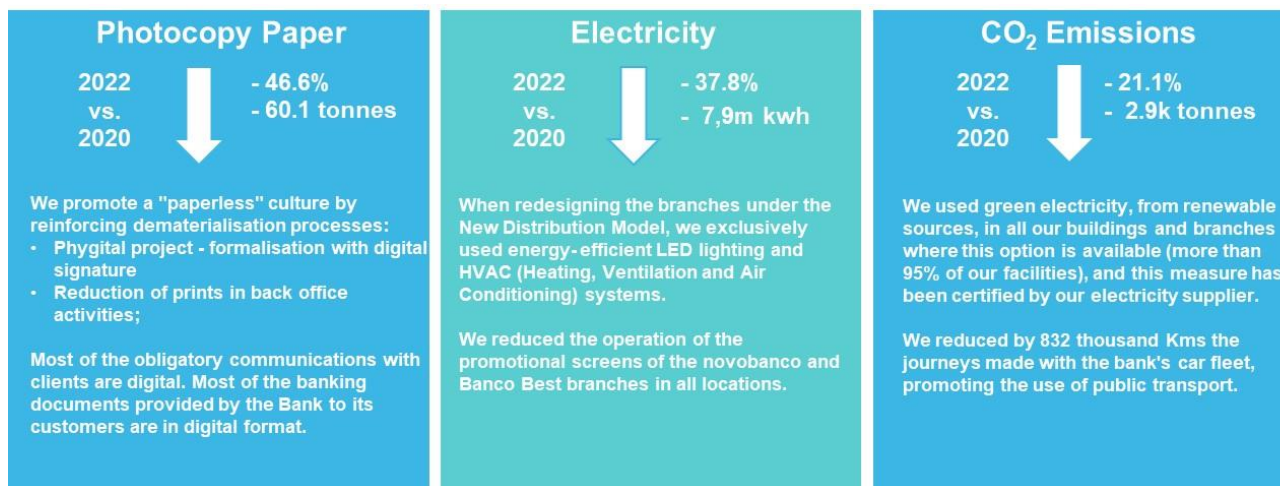 Photocopy Paper
2022
vs.
2020
- 46.6%
- 60.1 tonnes
We promote a "paperless" culture by
reinforcing dematerialisation processes:
• Phygital project - formalisation with digital
signature
• Reduction of prints in back office
activities;
Most of the obligatory communications with
clients are digital. Most of the banking
documents provided by the Bank to its
customers are in digital format.
Electricity
2022
vs.
2020
- 37.8%
- 7,9m kwh
When redesigning the branches under the
New Distribution Model, we exclusively
used energy-efficient LED lighting and
HVAC (Heating, Ventilation and Air
Conditioning) systems.
We reduced the operation of the
promotional screens of the novobanco and
Banco Best branches in all locations.
CO₂ Emissions
2022
vs.
2020
- 21.1%
- 2.9k tonnes
We used green electricity, from renewable
sources, in all our buildings and branches
where this option is available (more than
95% of our facilities), and this measure has
been certified by our electricity supplier.
We reduced by 832 thousand Kms the
journeys made with the bank's car fleet,
promoting the use of public transport.